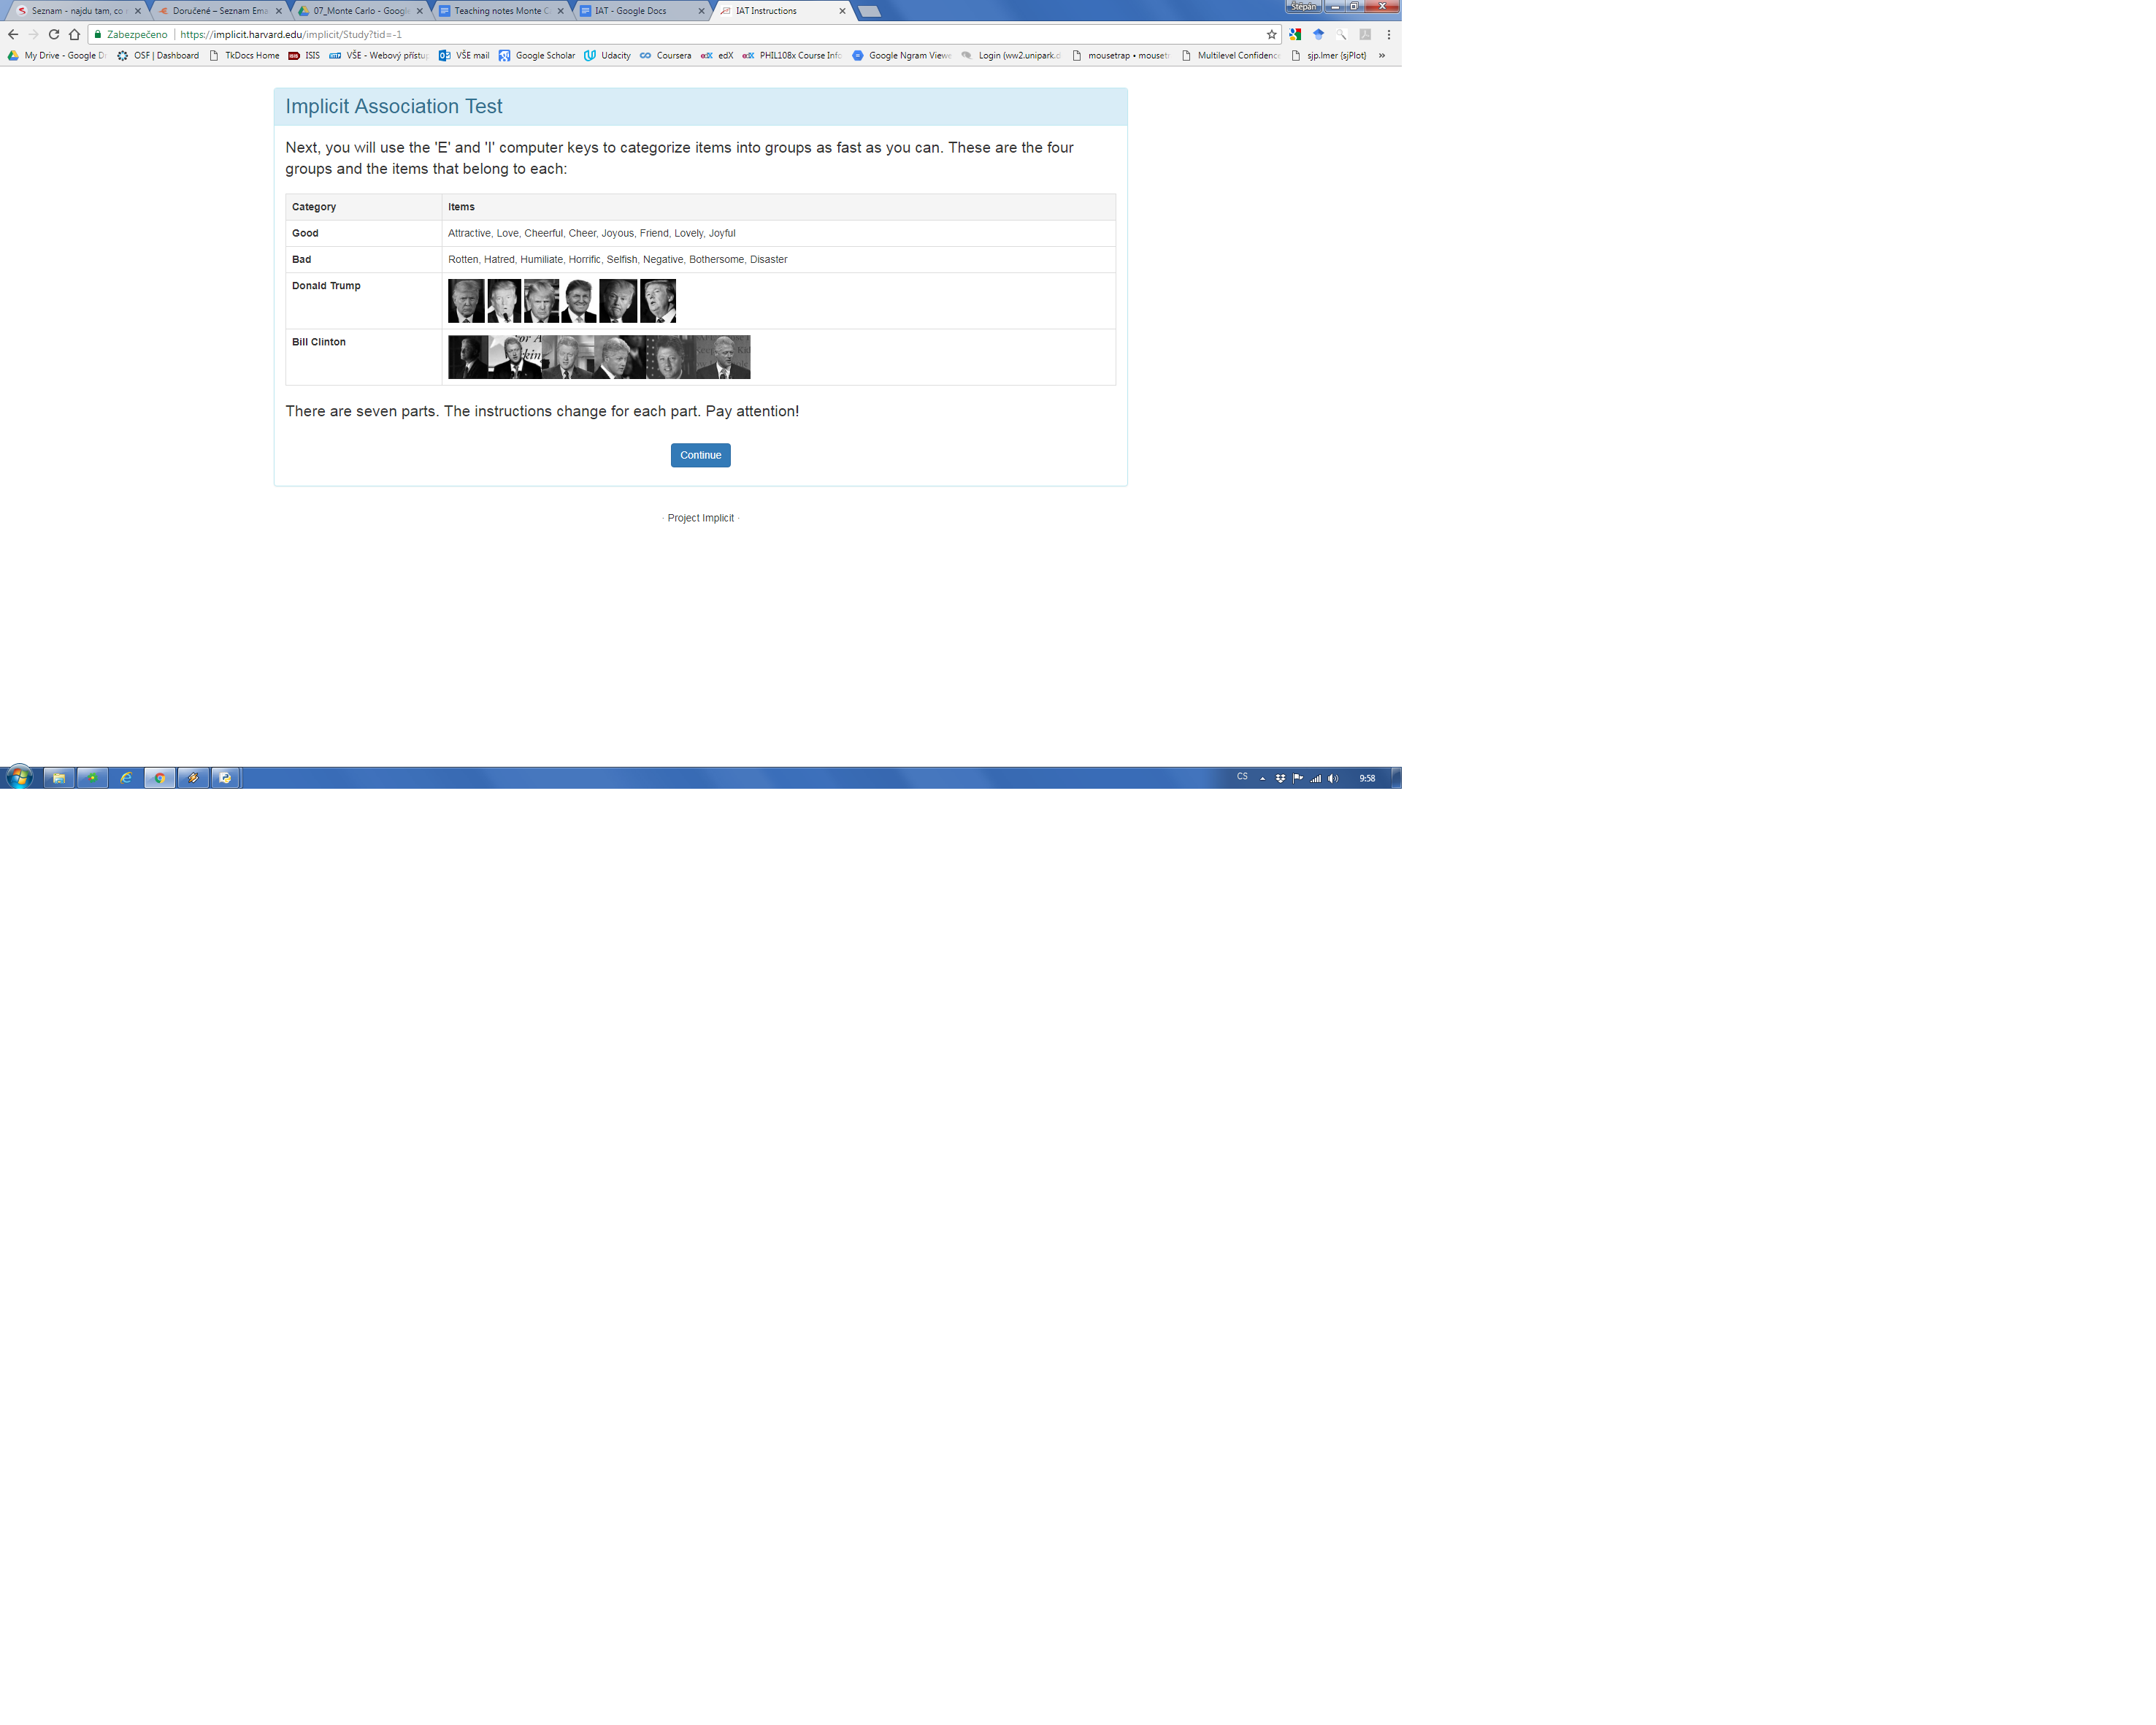 Seznam - najdu tam, co
Doručené – Seznam Ema
07_Monte Carlo - Google
Teaching notes Monte C
IAT - Google Docs
IAT Instructions
Štěpán
Zabezpečeno
https://implicit.harvard.edu/implicit/Study?tid=-1
My Drive - Google D
OSF | Dashboard
TkDocs Home
ISIS
VŠE - Webový přístup
VŠE mail
Google Scholar
Udacity
Coursera
edX
PHIL108x Course Info
Google Ngram Viewe
Login (ww2.unipark.d
mousetrap • mousetr
Multilevel Confidence
sjp.lmer {sjPlot}
»
Implicit Association Test
Next, you will use the 'E' and 'I' computer keys to categorize items into groups as fast as you can. These are the four
groups and the items that belong to each:
Category Items
Good Attractive, Love, Cheerful, Cheer, Joyous, Friend, Lovely, Joyful
Bad Rotten, Hatred, Humiliate, Horrific, Selfish, Negative, Bothersome, Disaster
Donald Trump
Bill Clinton
There are seven parts. The instructions change for each part. Pay attention!
Continue
· Project Implicit ·
CS
9:58